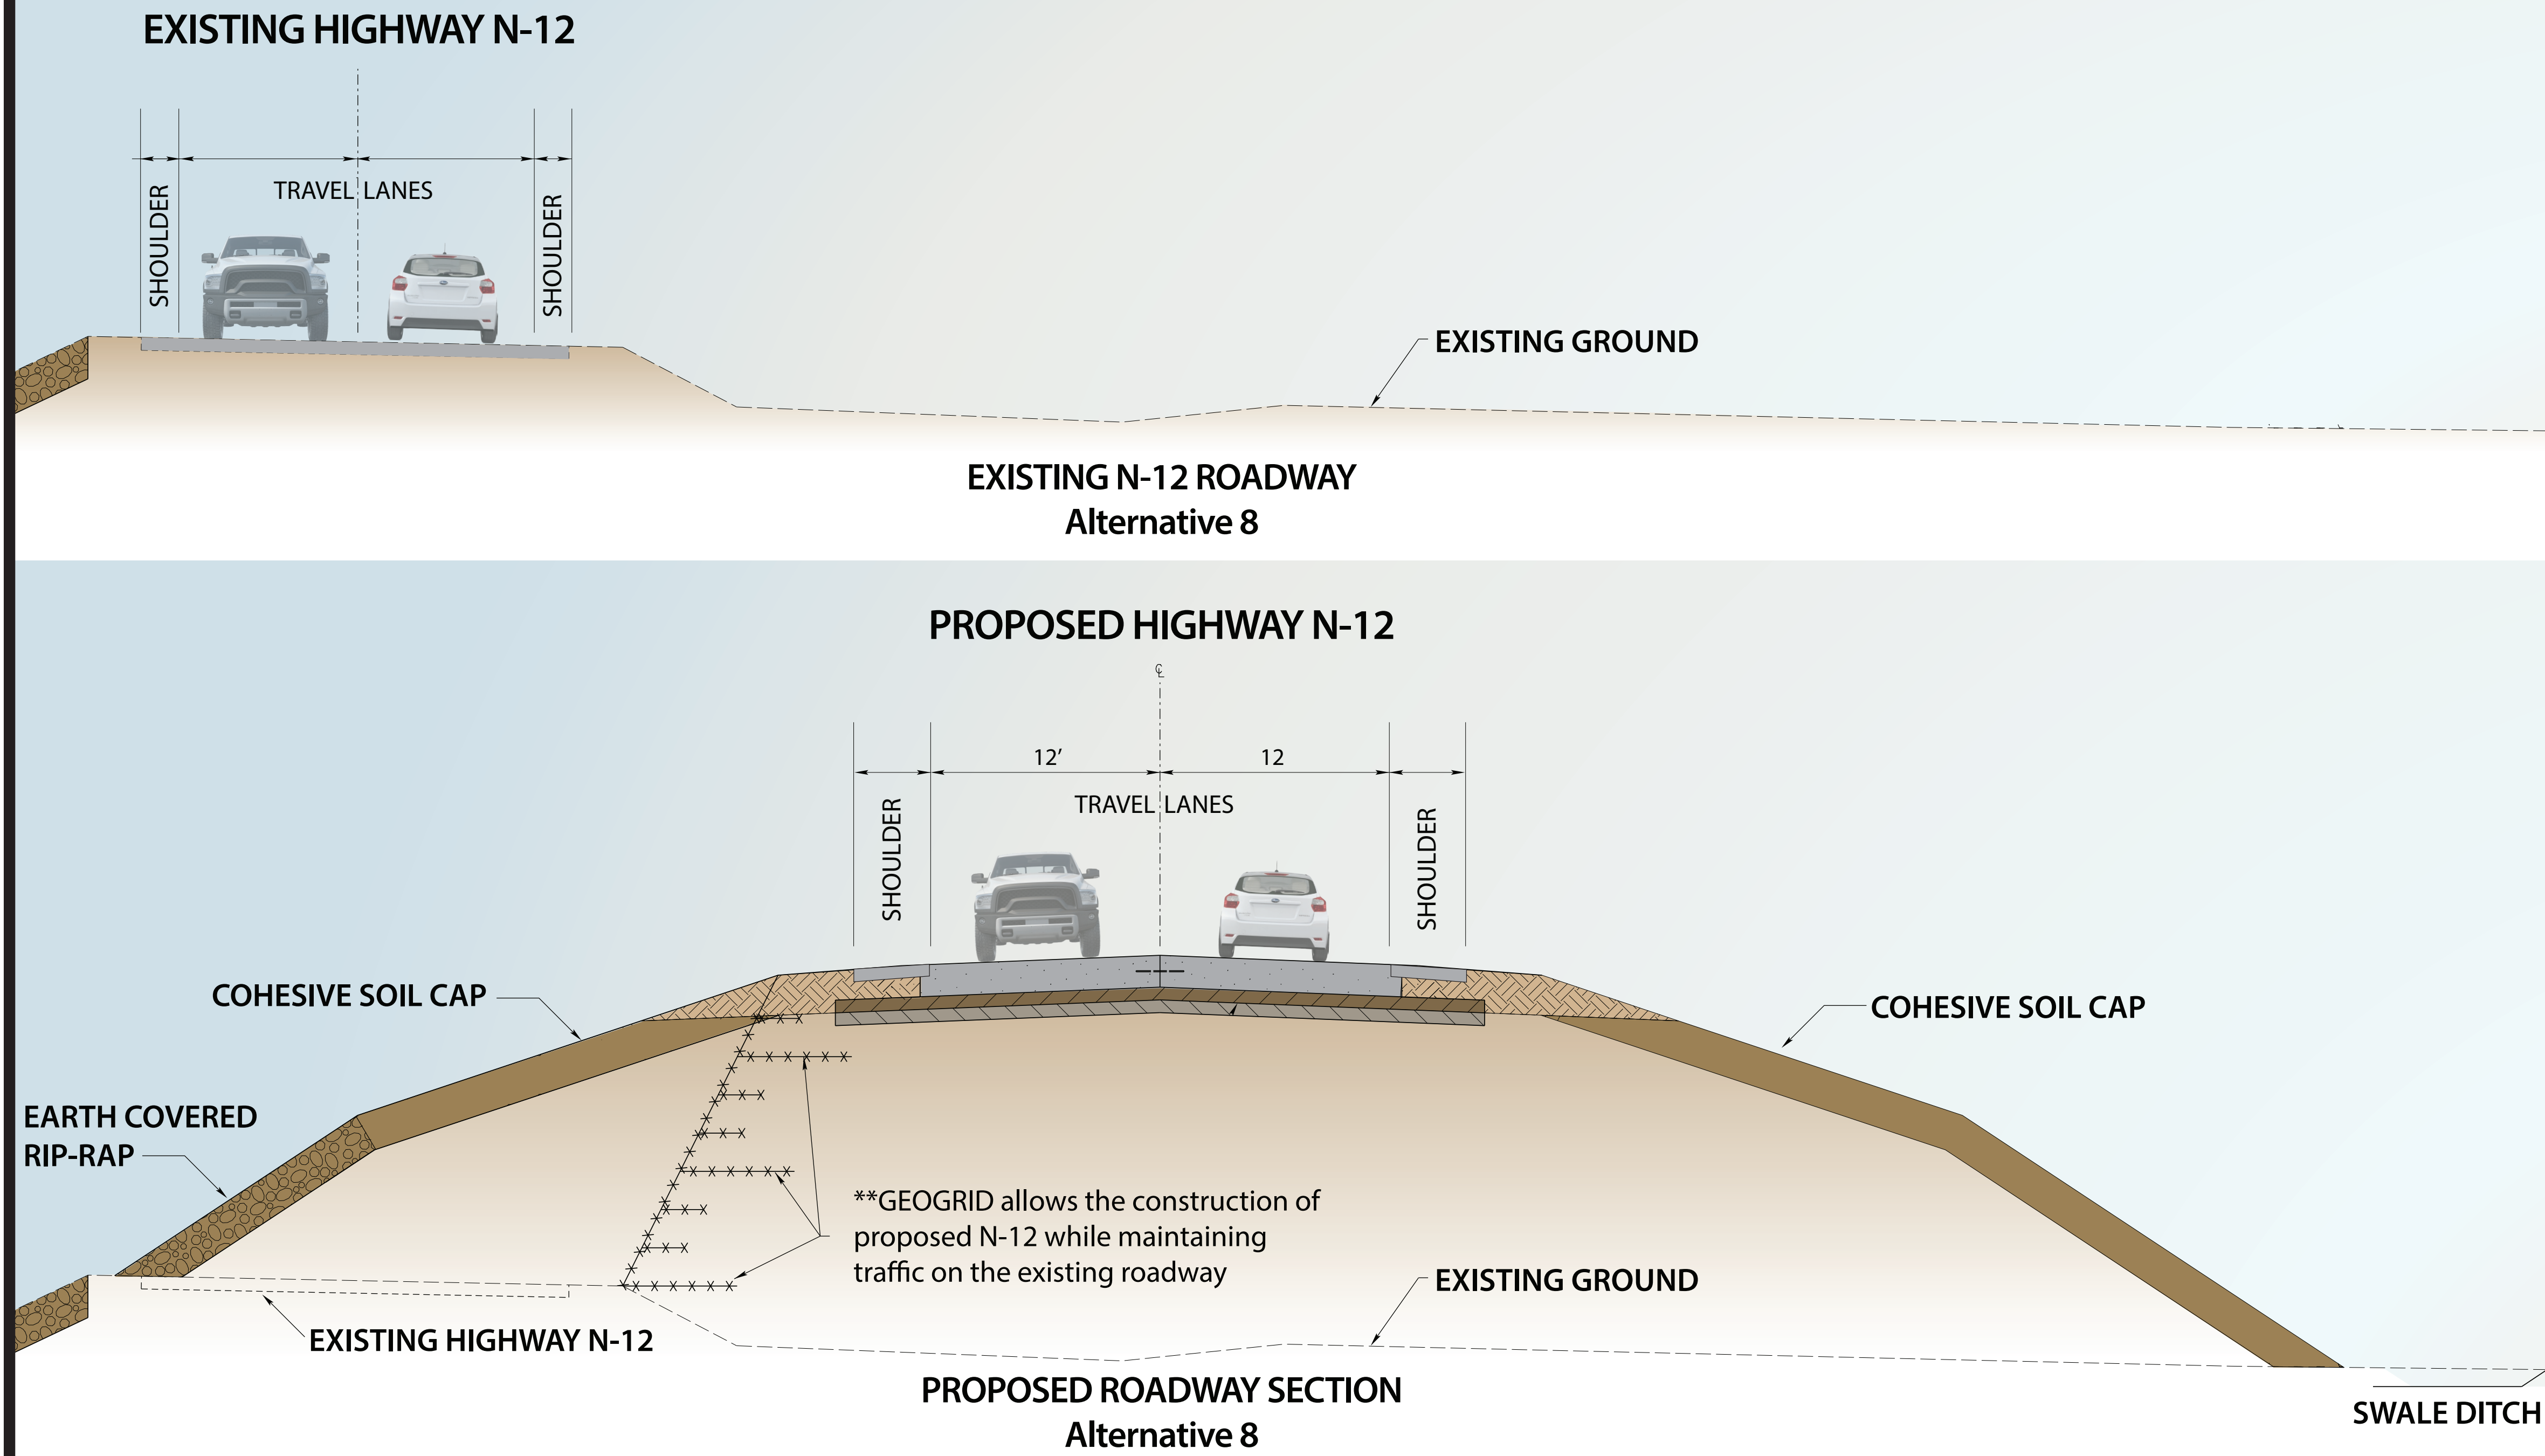 EXISTING HIGHWAY N-12
SHOULDER
TRAVEL LANES
SHOULDER
EXISTING GROUND
EXISTING N-12 ROADWAY
Alternative 8
PROPOSED HIGHWAY N-12
℄
12’
12
TRAVEL LANES
SHOULDER
SHOULDER
COHESIVE SOIL CAP
COHESIVE SOIL CAP
EARTH COVERED
RIP-RAP
**GEOGRID allows the construction of
proposed N-12 while maintaining
traffic on the existing roadway
EXISTING GROUND
EXISTING HIGHWAY N-12
PROPOSED ROADWAY SECTION
Alternative 8
SWALE DITCH